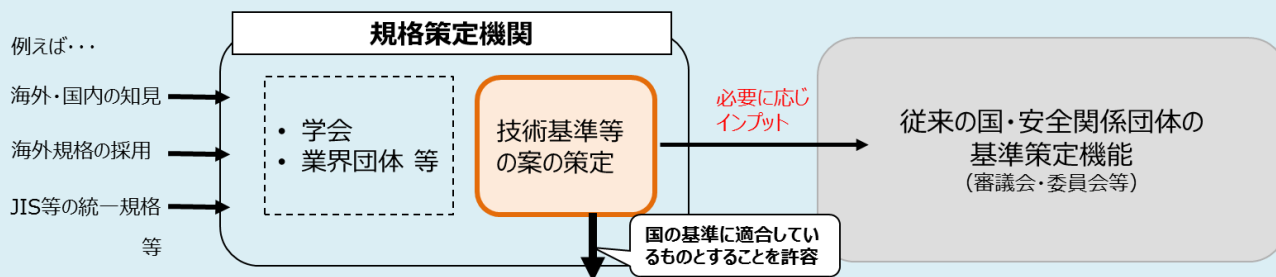 規格策定機関
例えば・・・
海外・国内の知見
海外規格の採用
JIS等の統一規格
等
• 学会
• 業界団体 等
技術基準等
の案の策定
必要に応じ
インプット
従来の国・安全関係団体の
基準策定機能
（審議会・委員会等）
国の基準に適合してい
るものとすることを許容